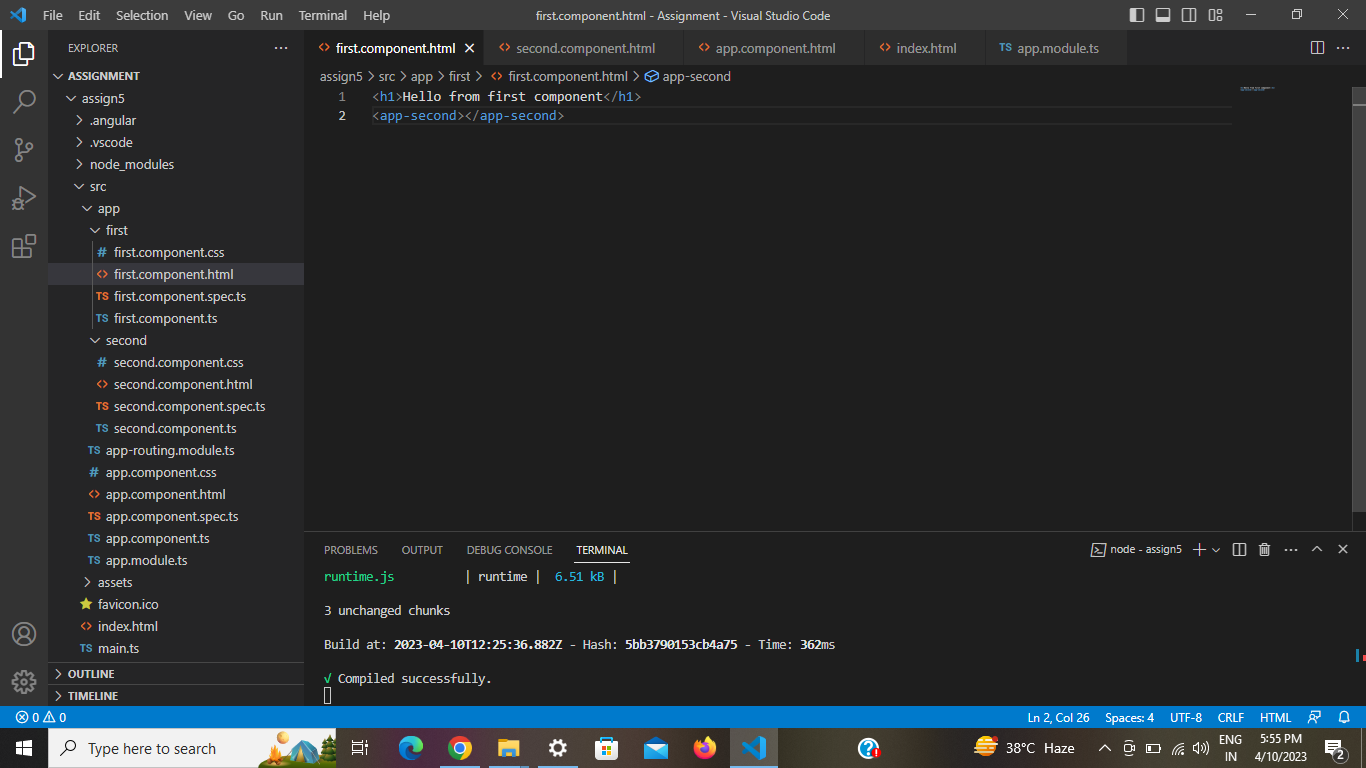 File Edit Selection View Go Run Terminal Help first.component.html - Assignment - Visual Studio Code
EXPLORER
ASSIGNMENT
assign5
.angular
.vscode
node_modules
src
app
first
# first.component.css
<> first.component.html
TS first.component.spec.ts
TS first.component.ts
second
# second.component.css
<> second.component.html
TS second.component.spec.ts
TS second.component.ts
TS app-routing.module.ts
# app.component.css
<> app.component.html
TS app.component.spec.ts
TS app.component.ts
TS app.module.ts
assets
favicon.ico
<> index.html
TS main.ts
OUTLINE
TIMELINE
<> first.component.html <> second.component.html <> app.component.html <> index.html TS app.module.ts
assign5 > src > app > first > <> first.component.html > app-second
1 <h1>Hello from first component</h1>
2 <app-second></app-second>
PROBLEMS OUTPUT DEBUG CONSOLE TERMINAL node - assign5
runtime.js | runtime | 6.51 kB |
3 unchanged chunks
Build at: 2023-04-10T12:25:36.882Z - Hash: 5bb3790153cb4a75 - Time: 362ms
√ Compiled successfully.
0 0 Ln 2, Col 26 Spaces: 4 UTF-8 CRLF HTML
Type here to search 38°C Haze ENG IN 5:55 PM 4/10/2023 2